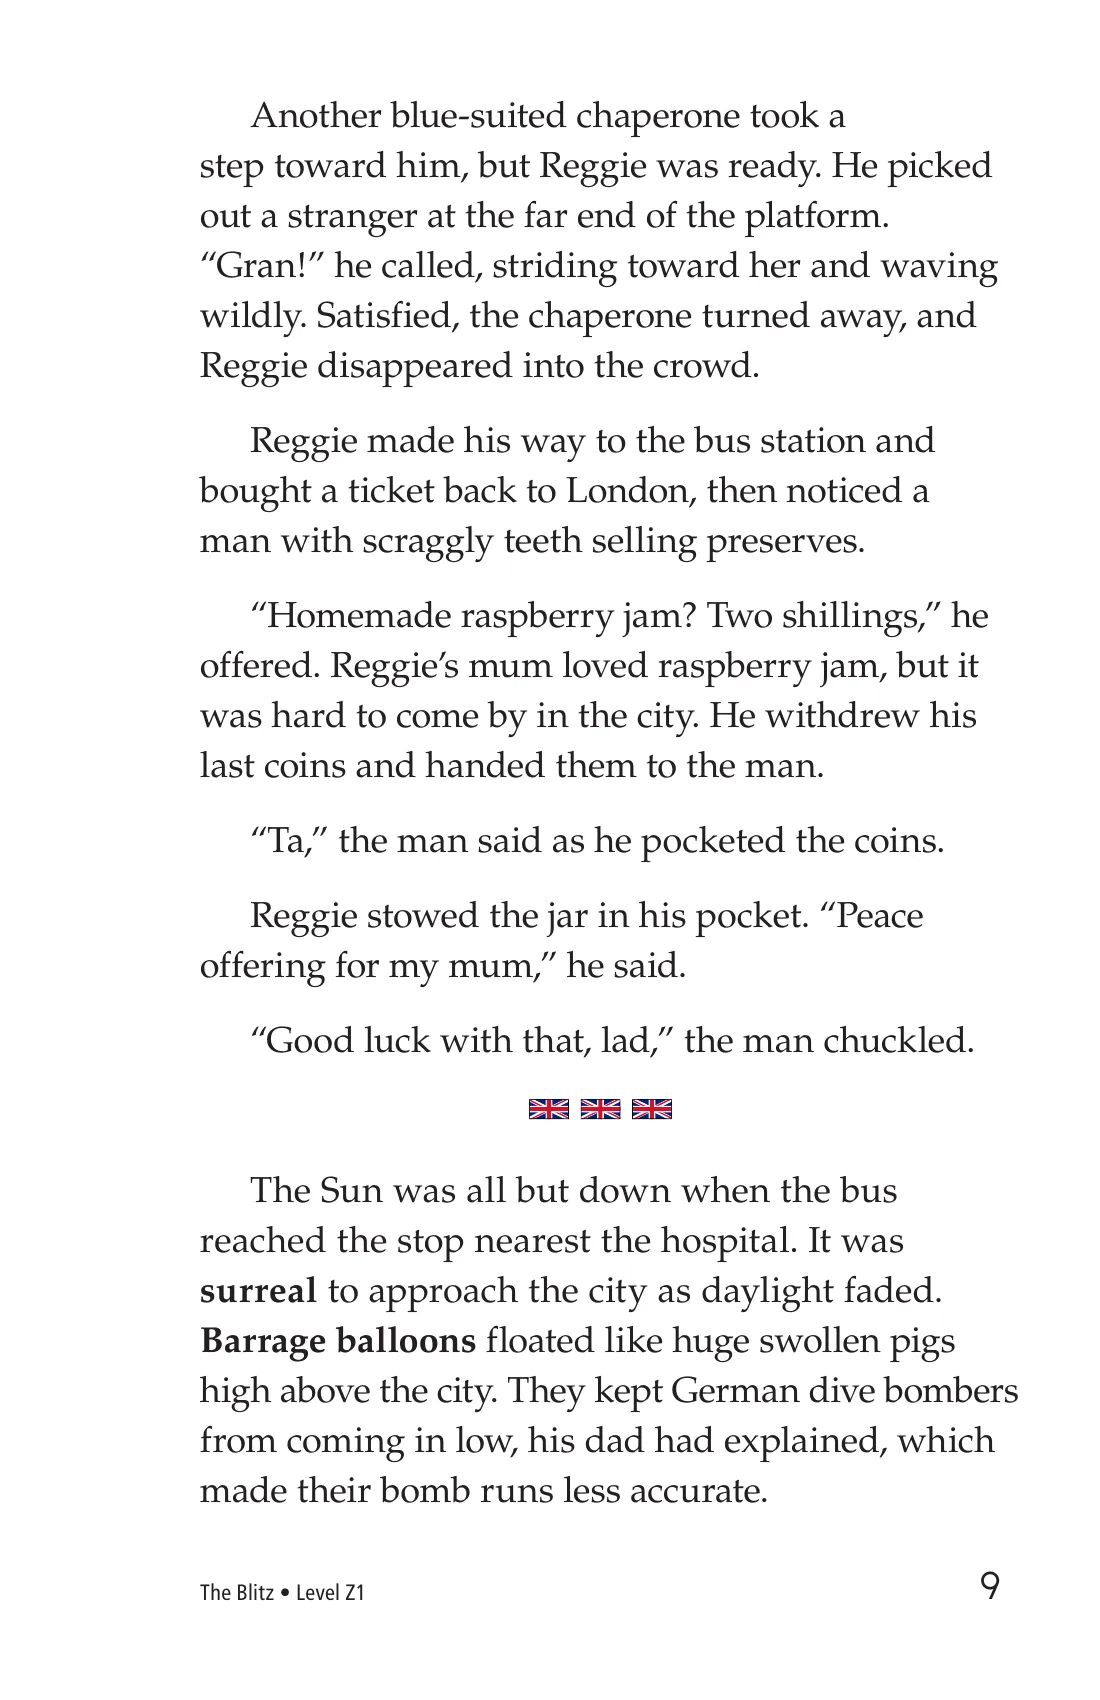 Another blue-suited chaperone took a
step toward him, but Reggie was ready. He picked
out a stranger at the far end of the platform.
“Gran!” he called, striding toward her and waving
wildly. Satisfied, the chaperone turned away, and
Reggie disappeared into the crowd.
Reggie made his way to the bus station and
bought a ticket back to London, then noticed a
man with scraggly teeth selling preserves.
“Homemade raspberry jam? Two shillings,” he
offered. Reggie’s mum loved raspberry jam, but it
was hard to come by in the city. He withdrew his
last coins and handed them to the man.
“Ta,” the man said as he pocketed the coins.
Reggie stowed the jar in his pocket. “Peace
offering for my mum,” he said.
“Good luck with that, lad,” the man chuckled.
The Sun was all but down when the bus
reached the stop nearest the hospital. It was
surreal to approach the city as daylight faded.
Barrage balloons floated like huge swollen pigs
high above the city. They kept German dive bombers
from coming in low, his dad had explained, which
made their bomb runs less accurate.
The Blitz • Level Z1
9